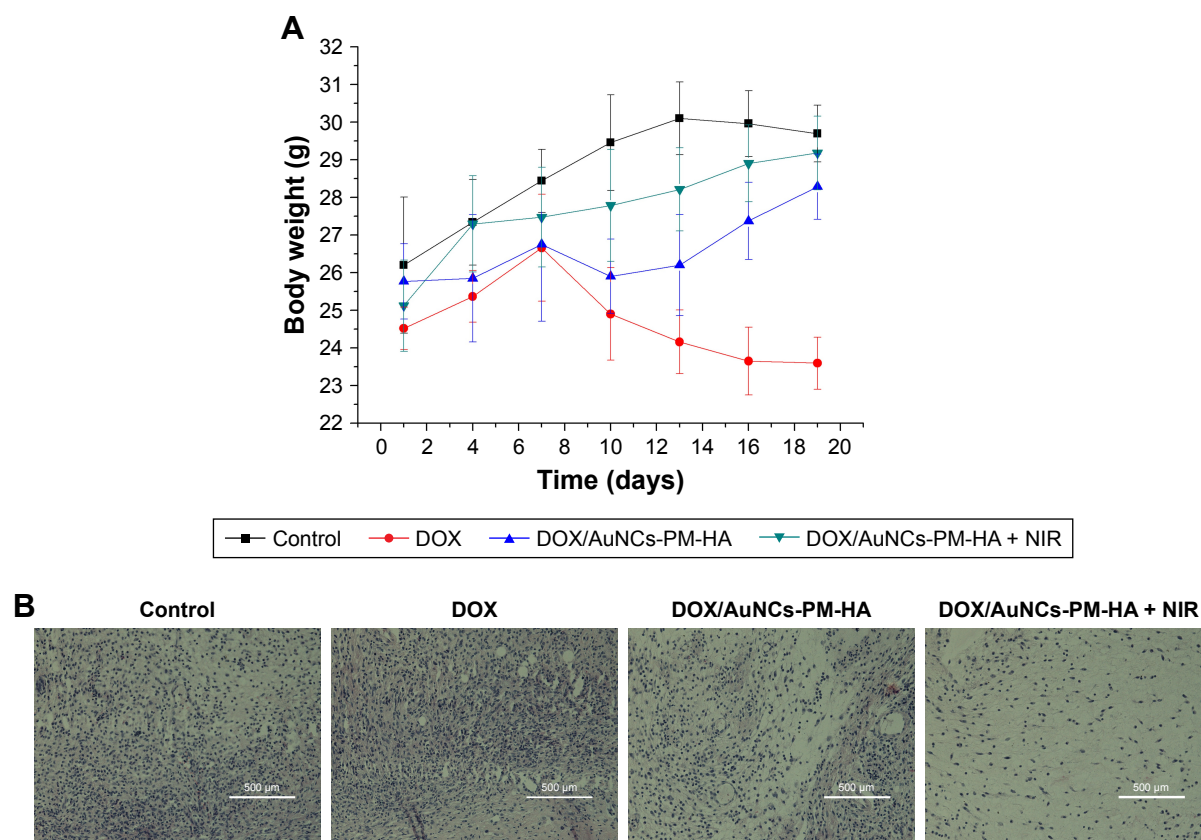 A
32
31
30
29
28
27
26
25
24
23
22
Body weight (g)
0 2 4 6 8 10 12 14 16 18 20
Time (days)
Control DOX DOX/AuNCs-PM-HA DOX/AuNCs-PM-HA + NIR
B
Control DOX DOX/AuNCs-PM-HA DOX/AuNCs-PM-HA + NIR
500 µm 500 µm 500 µm 500 µm